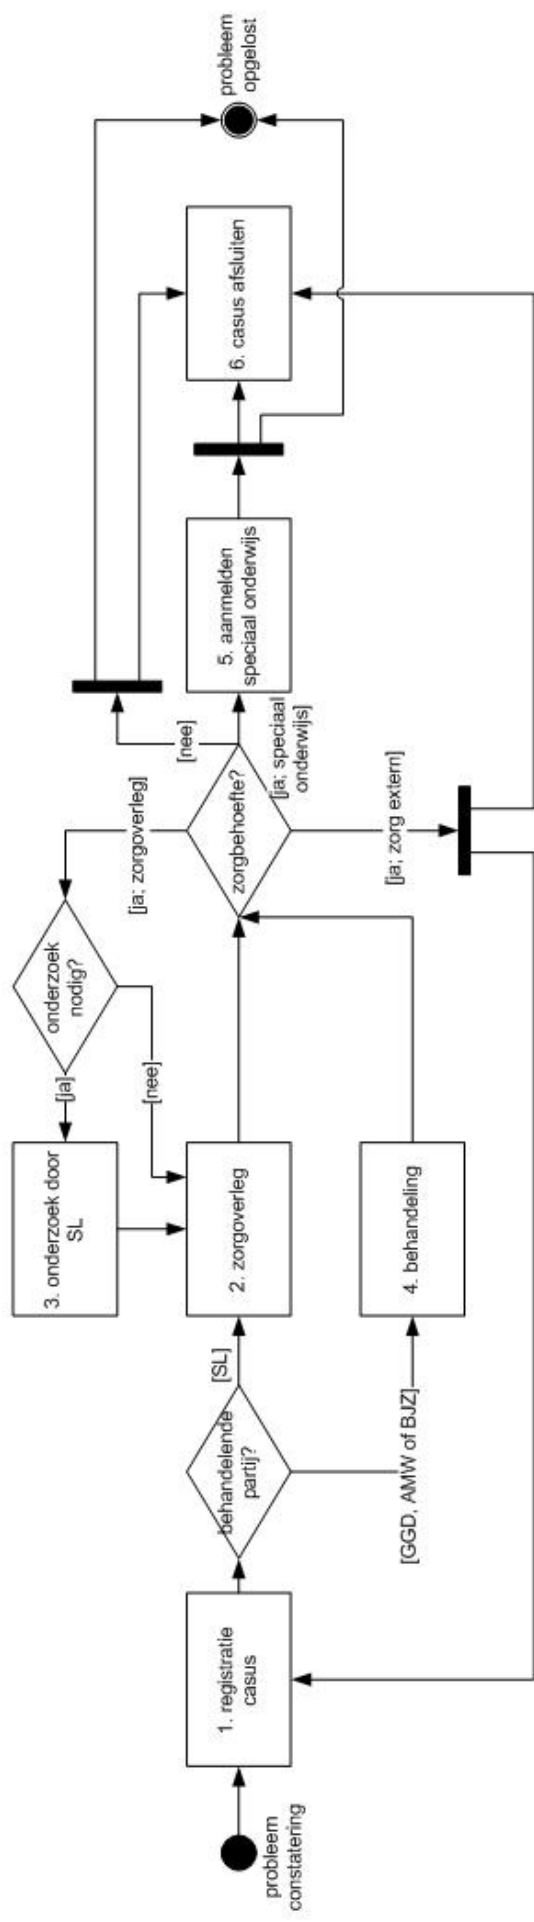 probleem
constatering
1. registratie
casus
behandelende
partij?
[SL]
[GGD, AMW of BJZ]
2. zorgoverleg
3. onderzoek door
SL
4. behandeling
onderzoek
nodig?
[ja]
[nee]
zorgbehoefte?
[ja; zorgoverleg]
[nee]
[ja; speciaal
onderwijs]
[ja; zorg extern]
5. aanmelden
speciaal onderwijs
6. casus afsluiten
probleem
opgelost